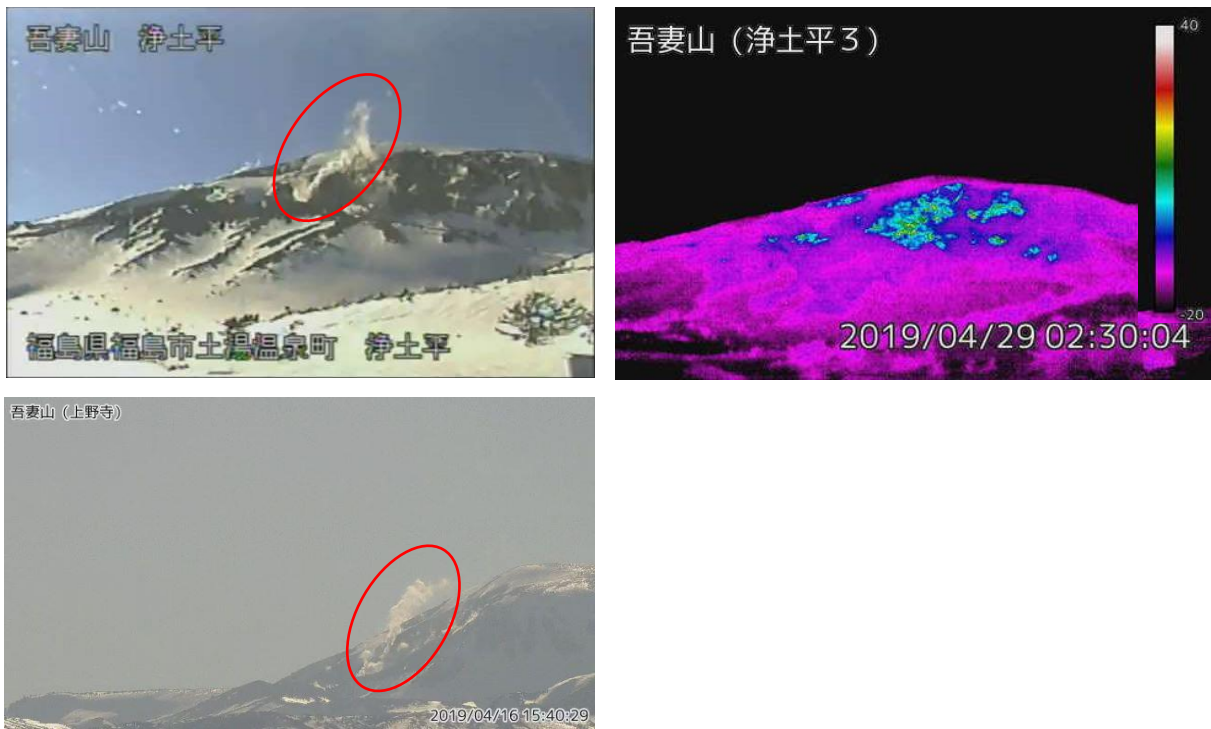 吾妻山　浄土平
福島県福島市土湯温泉町　浄土平
吾妻山（浄土平３）
40
-20
2019/04/29 02:30:04
吾妻山（上野寺）
2019/04/16 15:40:29